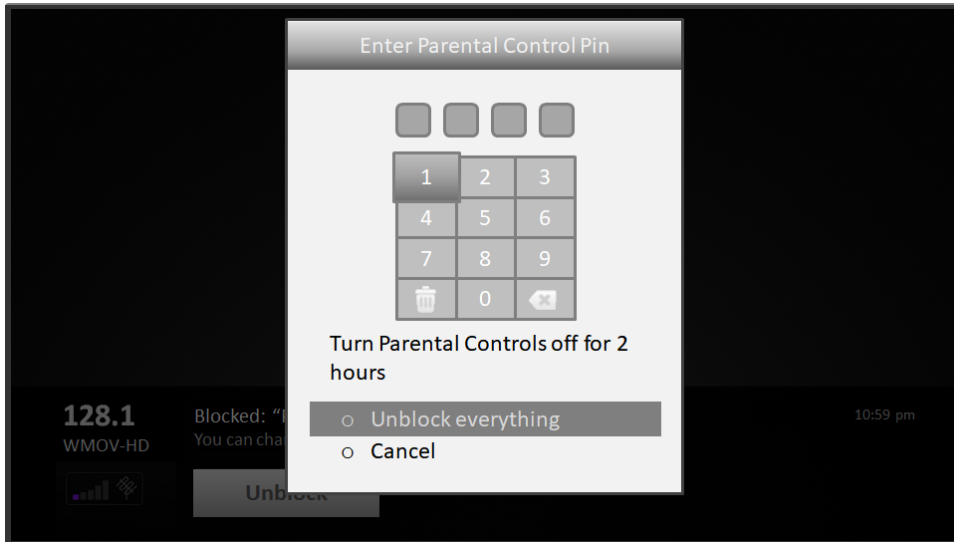 Enter Parental Control Pin
1 2 3
4 5 6
7 8 9
0
Turn Parental Controls off for 2
hours
o Unblock everything
o Cancel
128.1
WMOV-HD
Blocked: “
You can cha
10:59 pm
Unblock